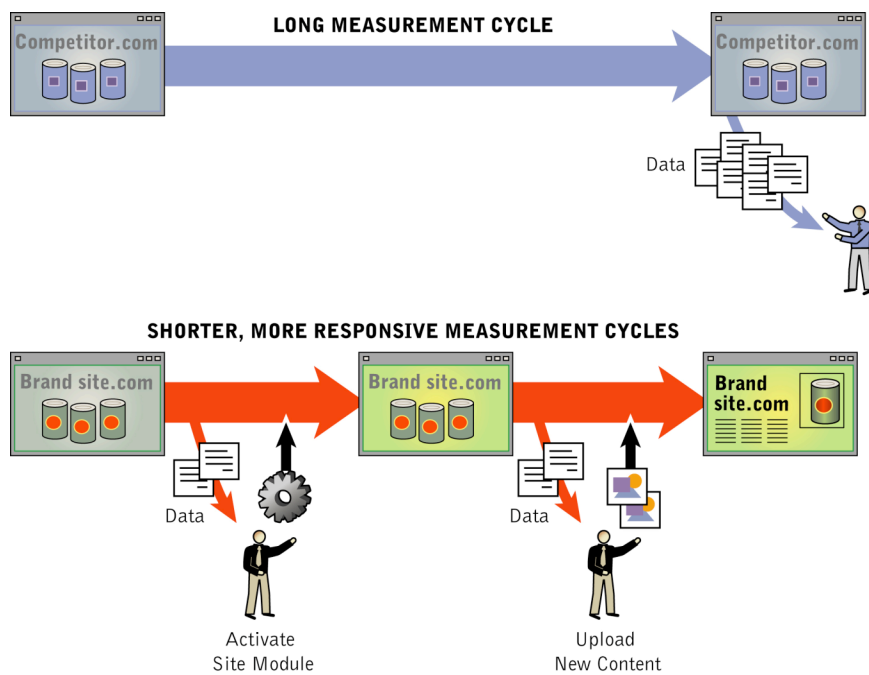 LONG MEASUREMENT CYCLE
Competitor.com
Competitor.com
Data
SHORTER, MORE RESPONSIVE MEASUREMENT CYCLES
Brand site.com
Brand site.com
Brand
site.com
Data
Data
Activate
Site Module
Upload
New Content